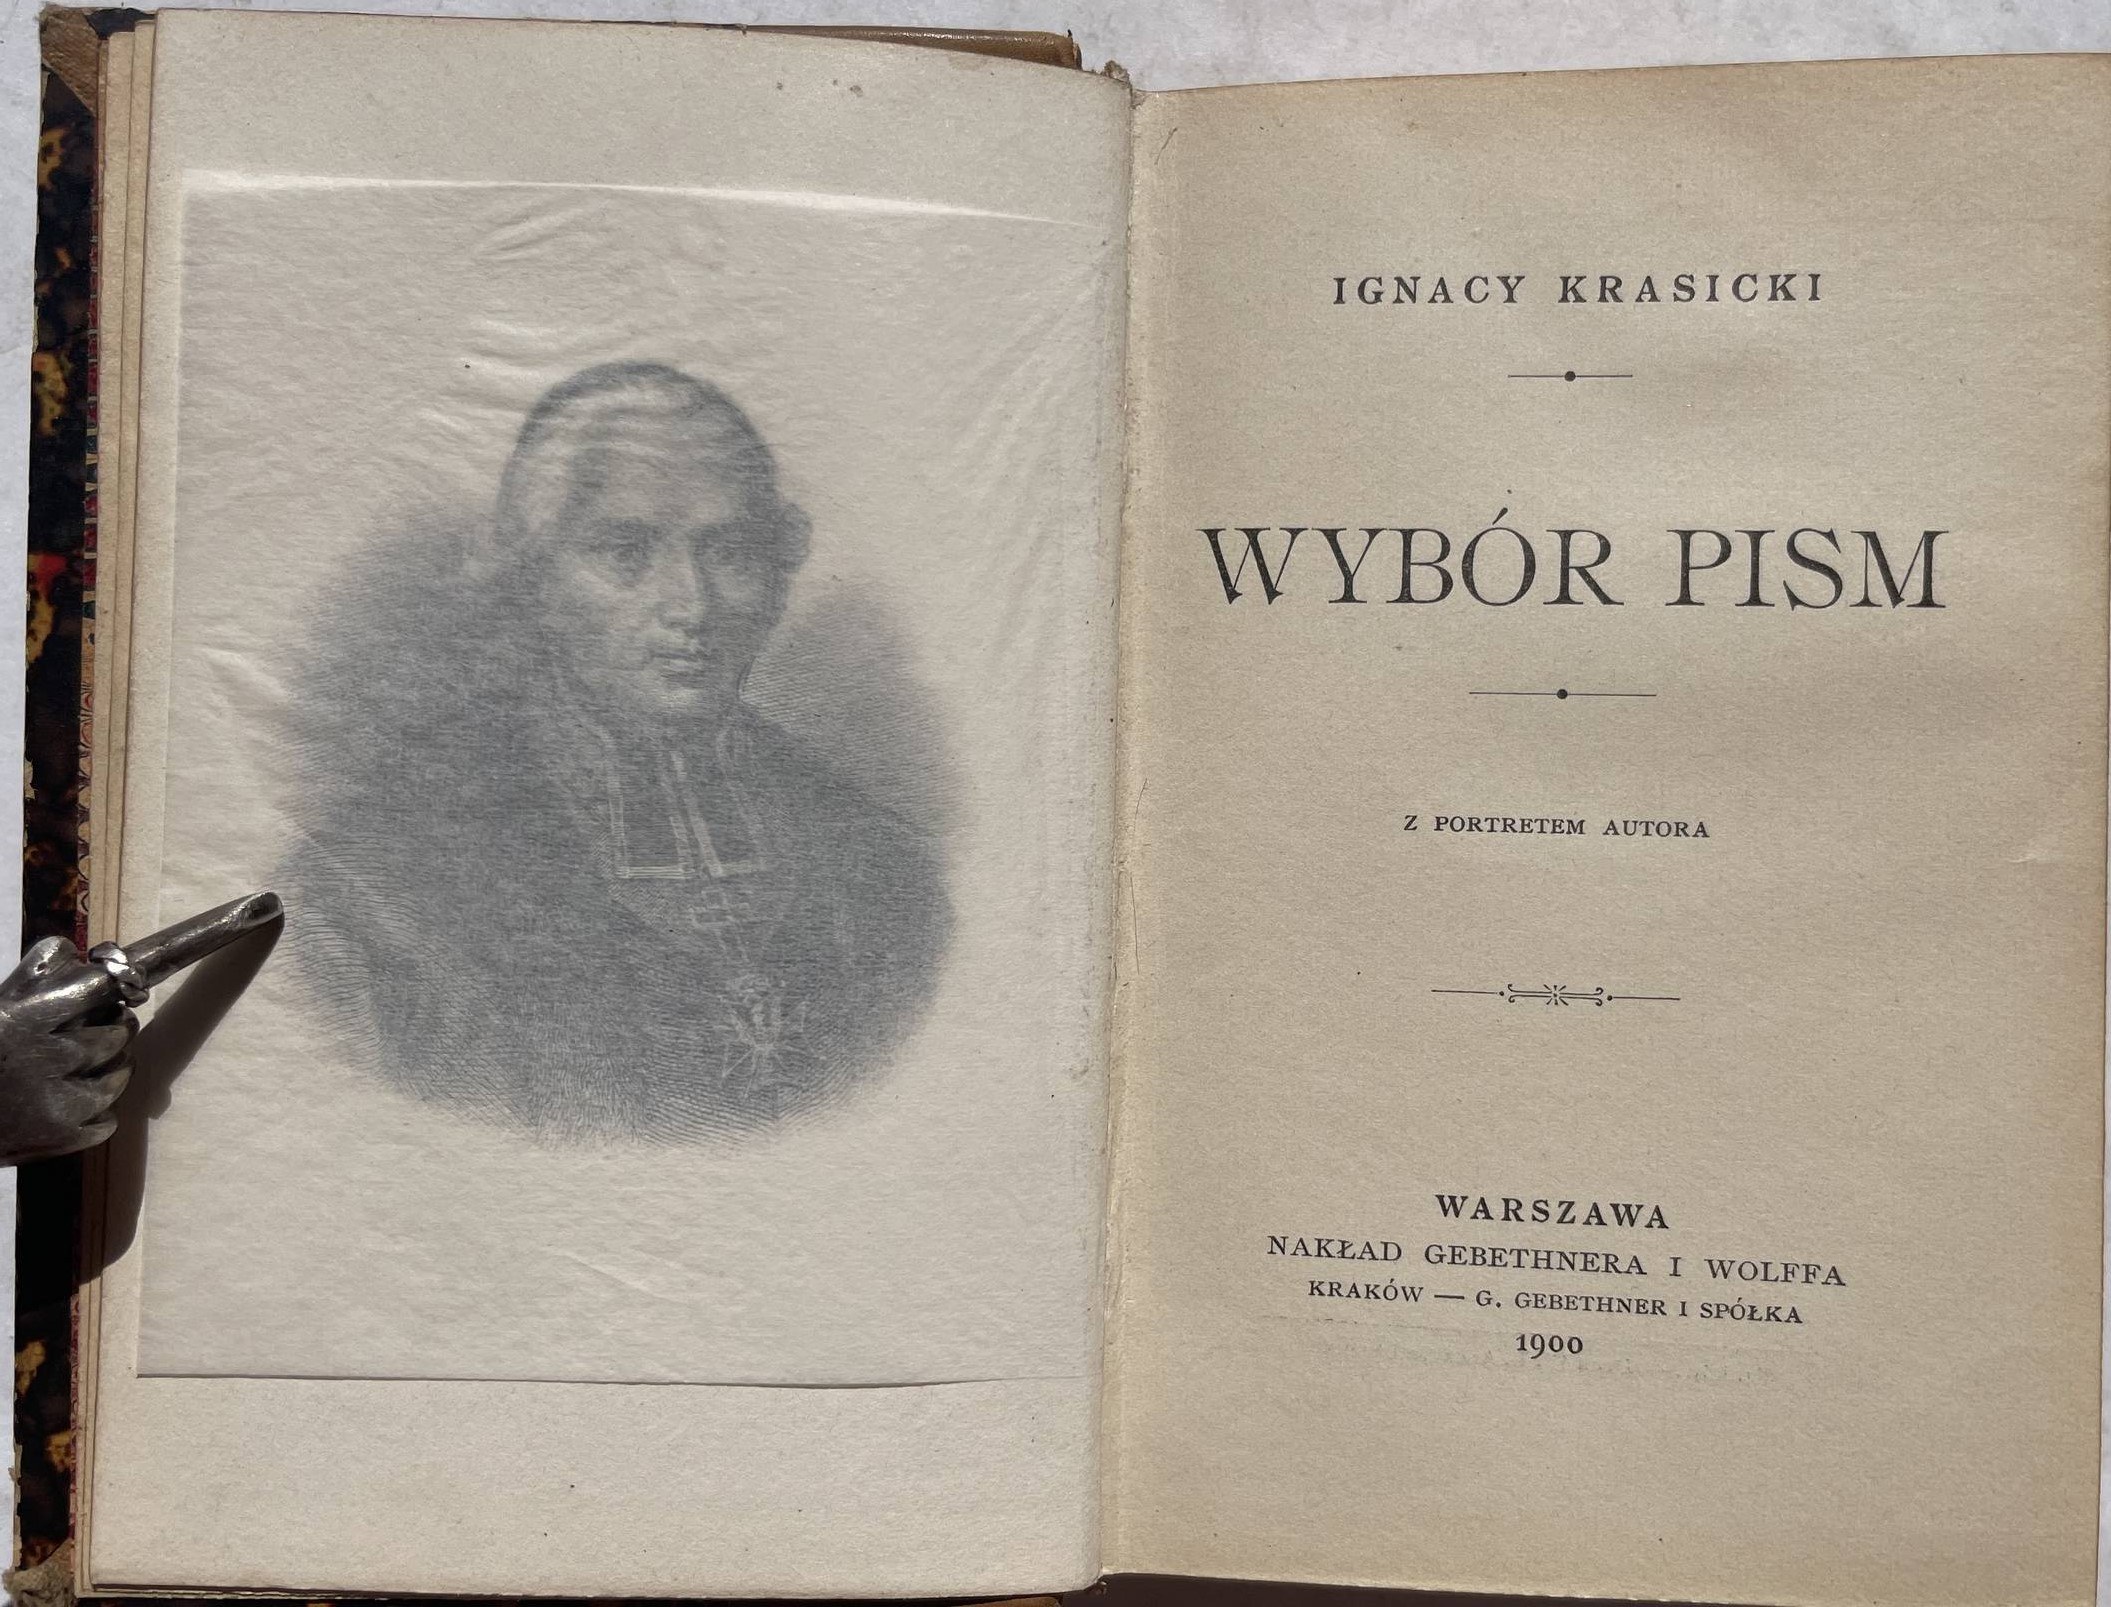 IGNACY KRASICKI
WYBÓR PISM
Z PORTRETEM AUTORA
WARSZAWA
NAKŁAD GEBETHNERA I WOLFFA
KRAKÓW — G. GEBETHNER I SPÓŁKA
1900